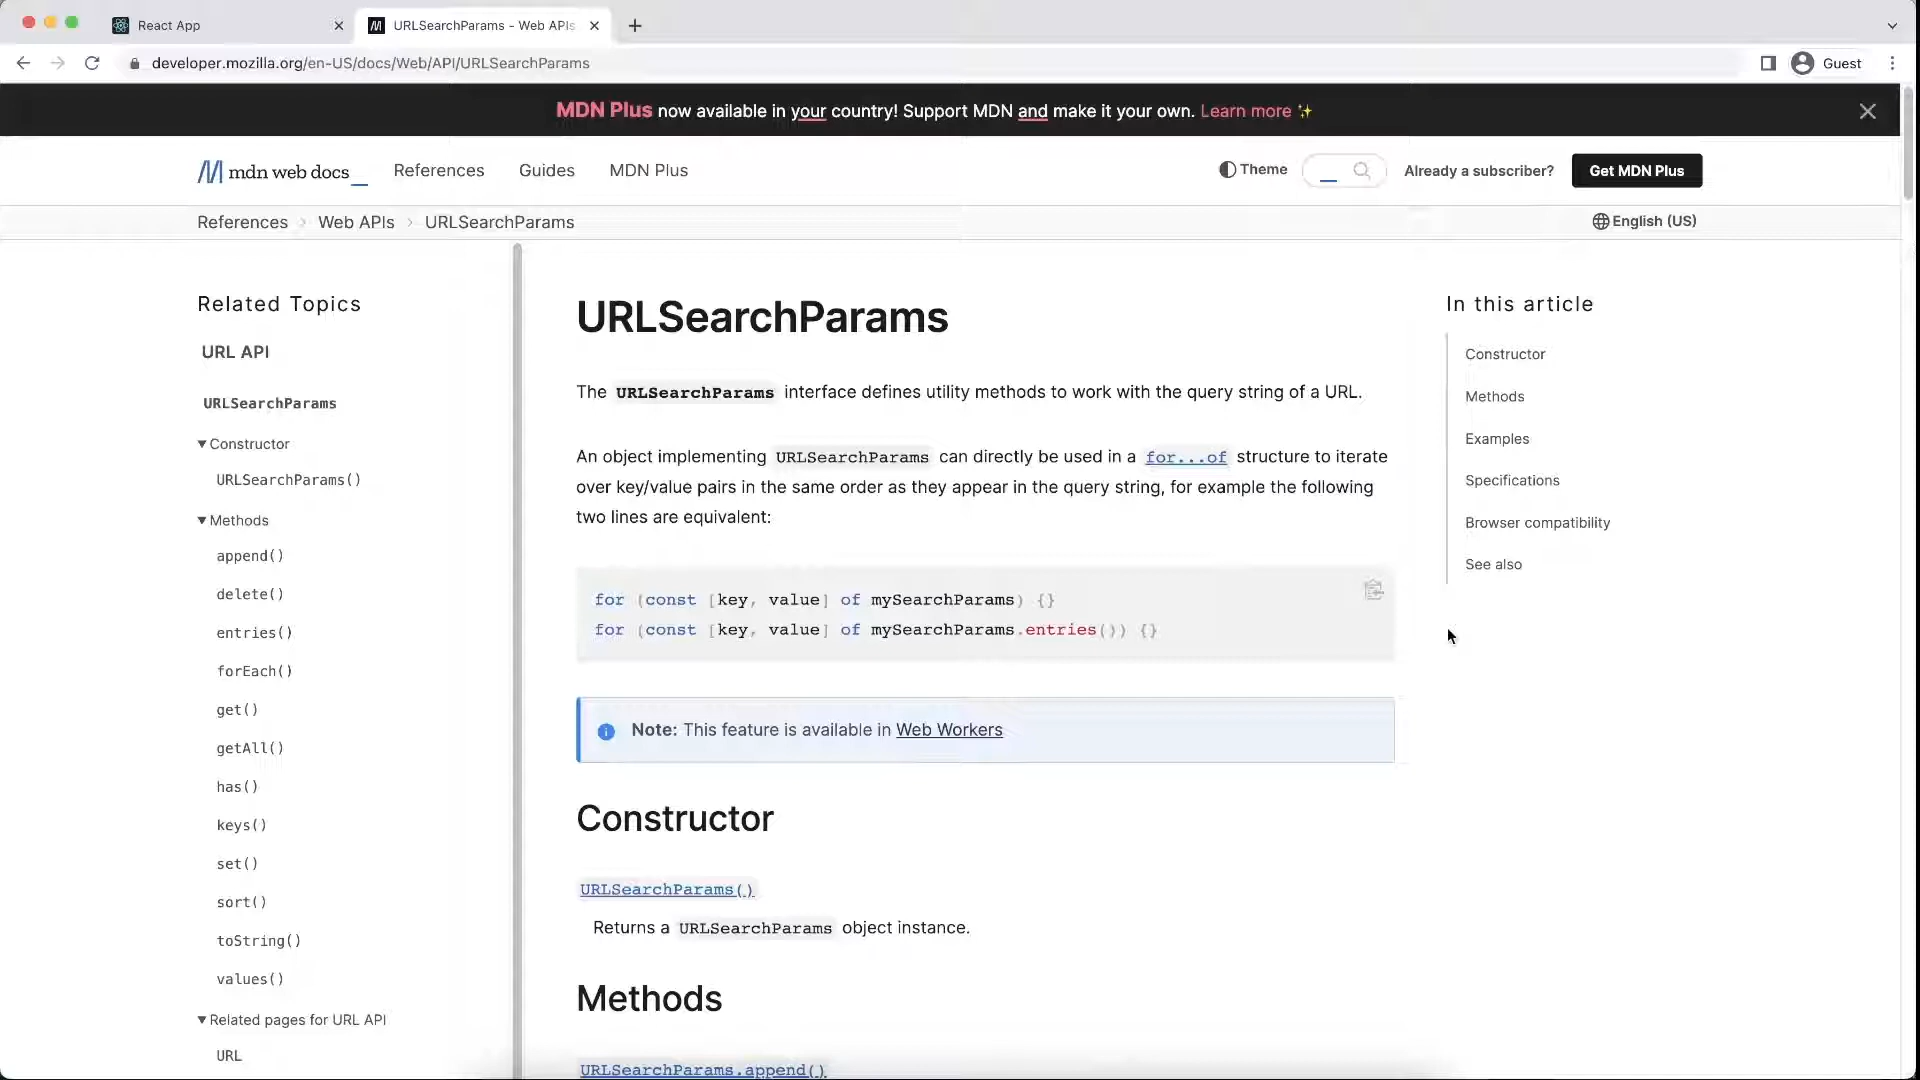 React App
URLSearchParams - Web APIs
developer.mozilla.org/en-US/docs/Web/API/URLSearchParams
Guest
MDN Plus now available in your country! Support MDN and make it your own. Learn more ✨
mdn web docs_
References
Guides
MDN Plus
Theme
Already a subscriber?
Get MDN Plus
References › Web APIs › URLSearchParams
English (US)
Related Topics
URL API
URLSearchParams
Constructor
URLSearchParams()
Methods
append()
delete()
entries()
forEach()
get()
getAll()
has()
keys()
set()
sort()
toString()
values()
Related pages for URL API
URL
URLSearchParams
The URLSearchParams interface defines utility methods to work with the query string of a URL.
An object implementing URLSearchParams can directly be used in a for...of structure to iterate
over key/value pairs in the same order as they appear in the query string, for example the following
two lines are equivalent:
for (const [key, value] of mySearchParams) {}
for (const [key, value] of mySearchParams.entries()) {}
Note: This feature is available in Web Workers
Constructor
URLSearchParams()
Returns a URLSearchParams object instance.
Methods
URLSearchParams.append()
In this article
Constructor
Methods
Examples
Specifications
Browser compatibility
See also